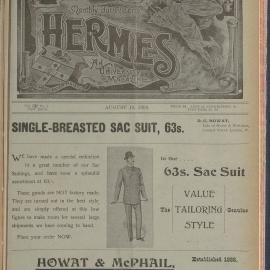 HERMES
AN
UNIVERSITY
AUGUST
SINGLE-BREASTED SAC SUIT, 63s.
WE have made a special reduction
in a great number of our Sac
Suitings, and have now a splendid
assortment at 63/-
These goods are NOT factory made.
They are turned out in the best style,
and are simply offered at this low
figure to make room for several large
shipments we have coming to hand.
Place your order NOW.
In the
63s. Sac Suit
VALUE
The TAILORING Genuine
STYLE
HOWAT & McPHAIL,
Established 18